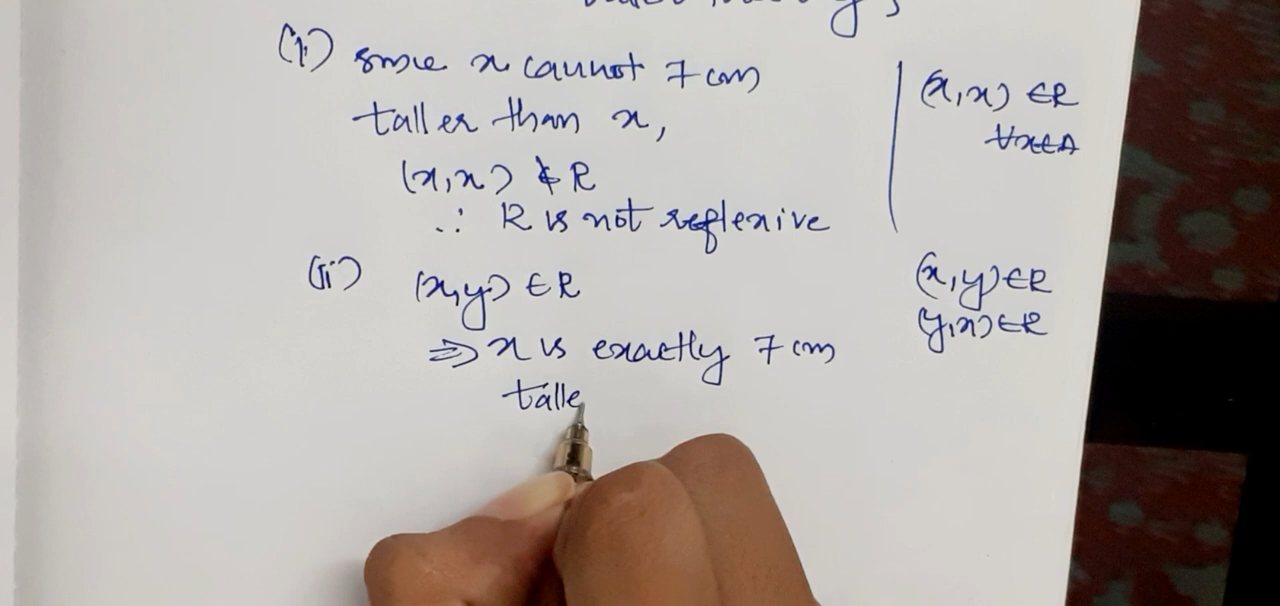 (i) since x cannot 7 cm
taller than x,
(x,x) ∉ R
∴ R is not reflexive
(x,x) ∈R
∀x∈A
(ii) (x,y) ∈R
⇒ x is exactly 7 cm
talle
(x,y)∈R
(y,x)∈R